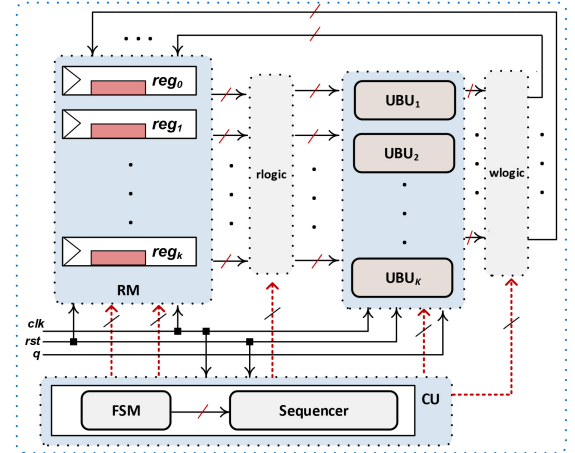 reg0
reg1
regk
RM
rlogic
UBU1
UBU2
UBUK
wlogic
clk
rst
q
FSM
Sequencer
CU